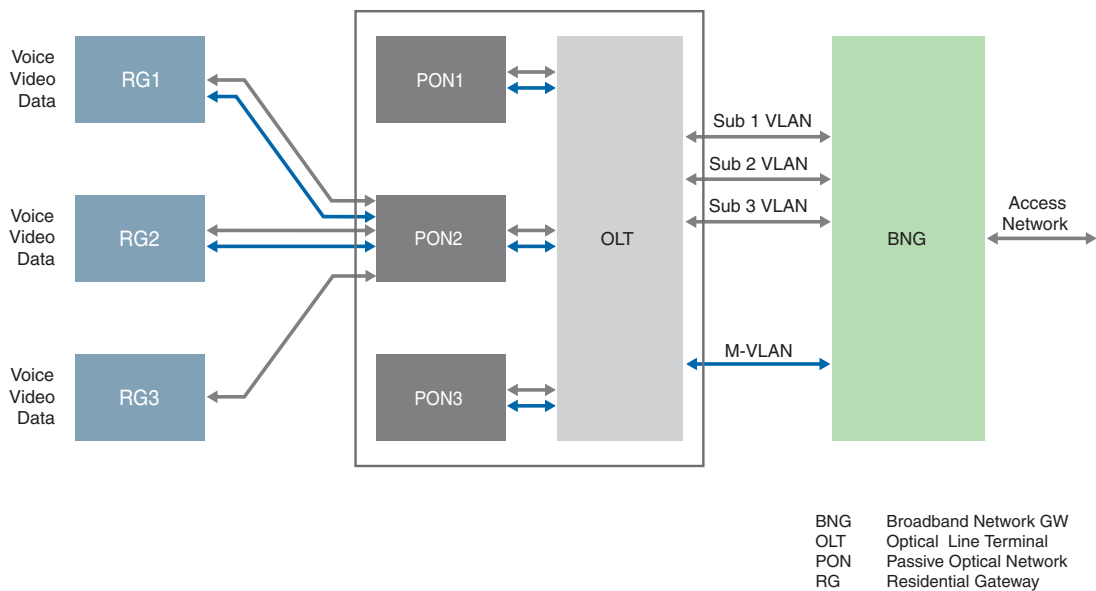 Voice
Video
Data
RG1
PON1
Sub 1 VLAN
Sub 2 VLAN
Sub 3 VLAN
Voice
Video
Data
RG2
PON2
OLT
BNG
Access
Network
M-VLAN
Voice
Video
Data
RG3
PON3
BNG Broadband Network GW
OLT Optical Line Terminal
PON Passive Optical Network
RG Residential Gateway